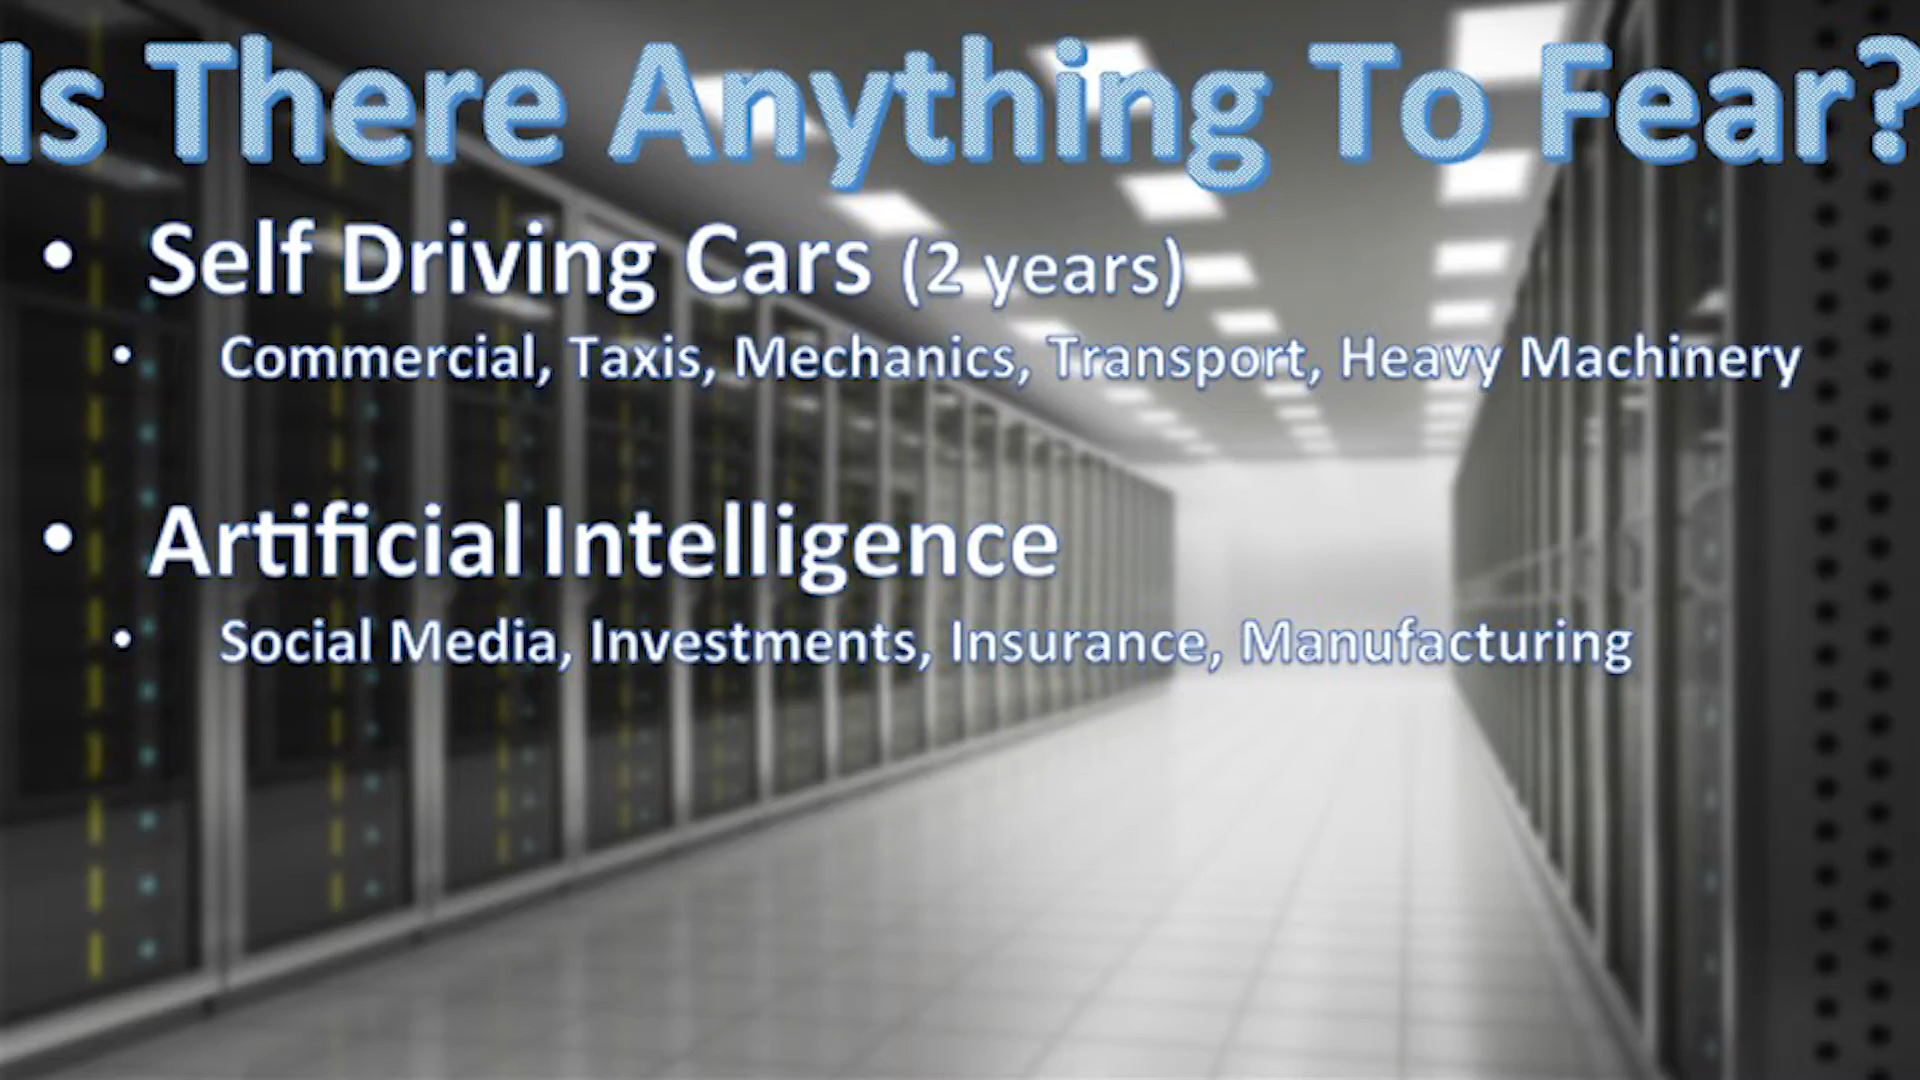 Is There Anything To Fear?
• Self Driving Cars (2 years)
• Commercial, Taxis, Mechanics, Transport, Heavy Machinery
• Artificial Intelligence
• Social Media, Investments, Insurance, Manufacturing